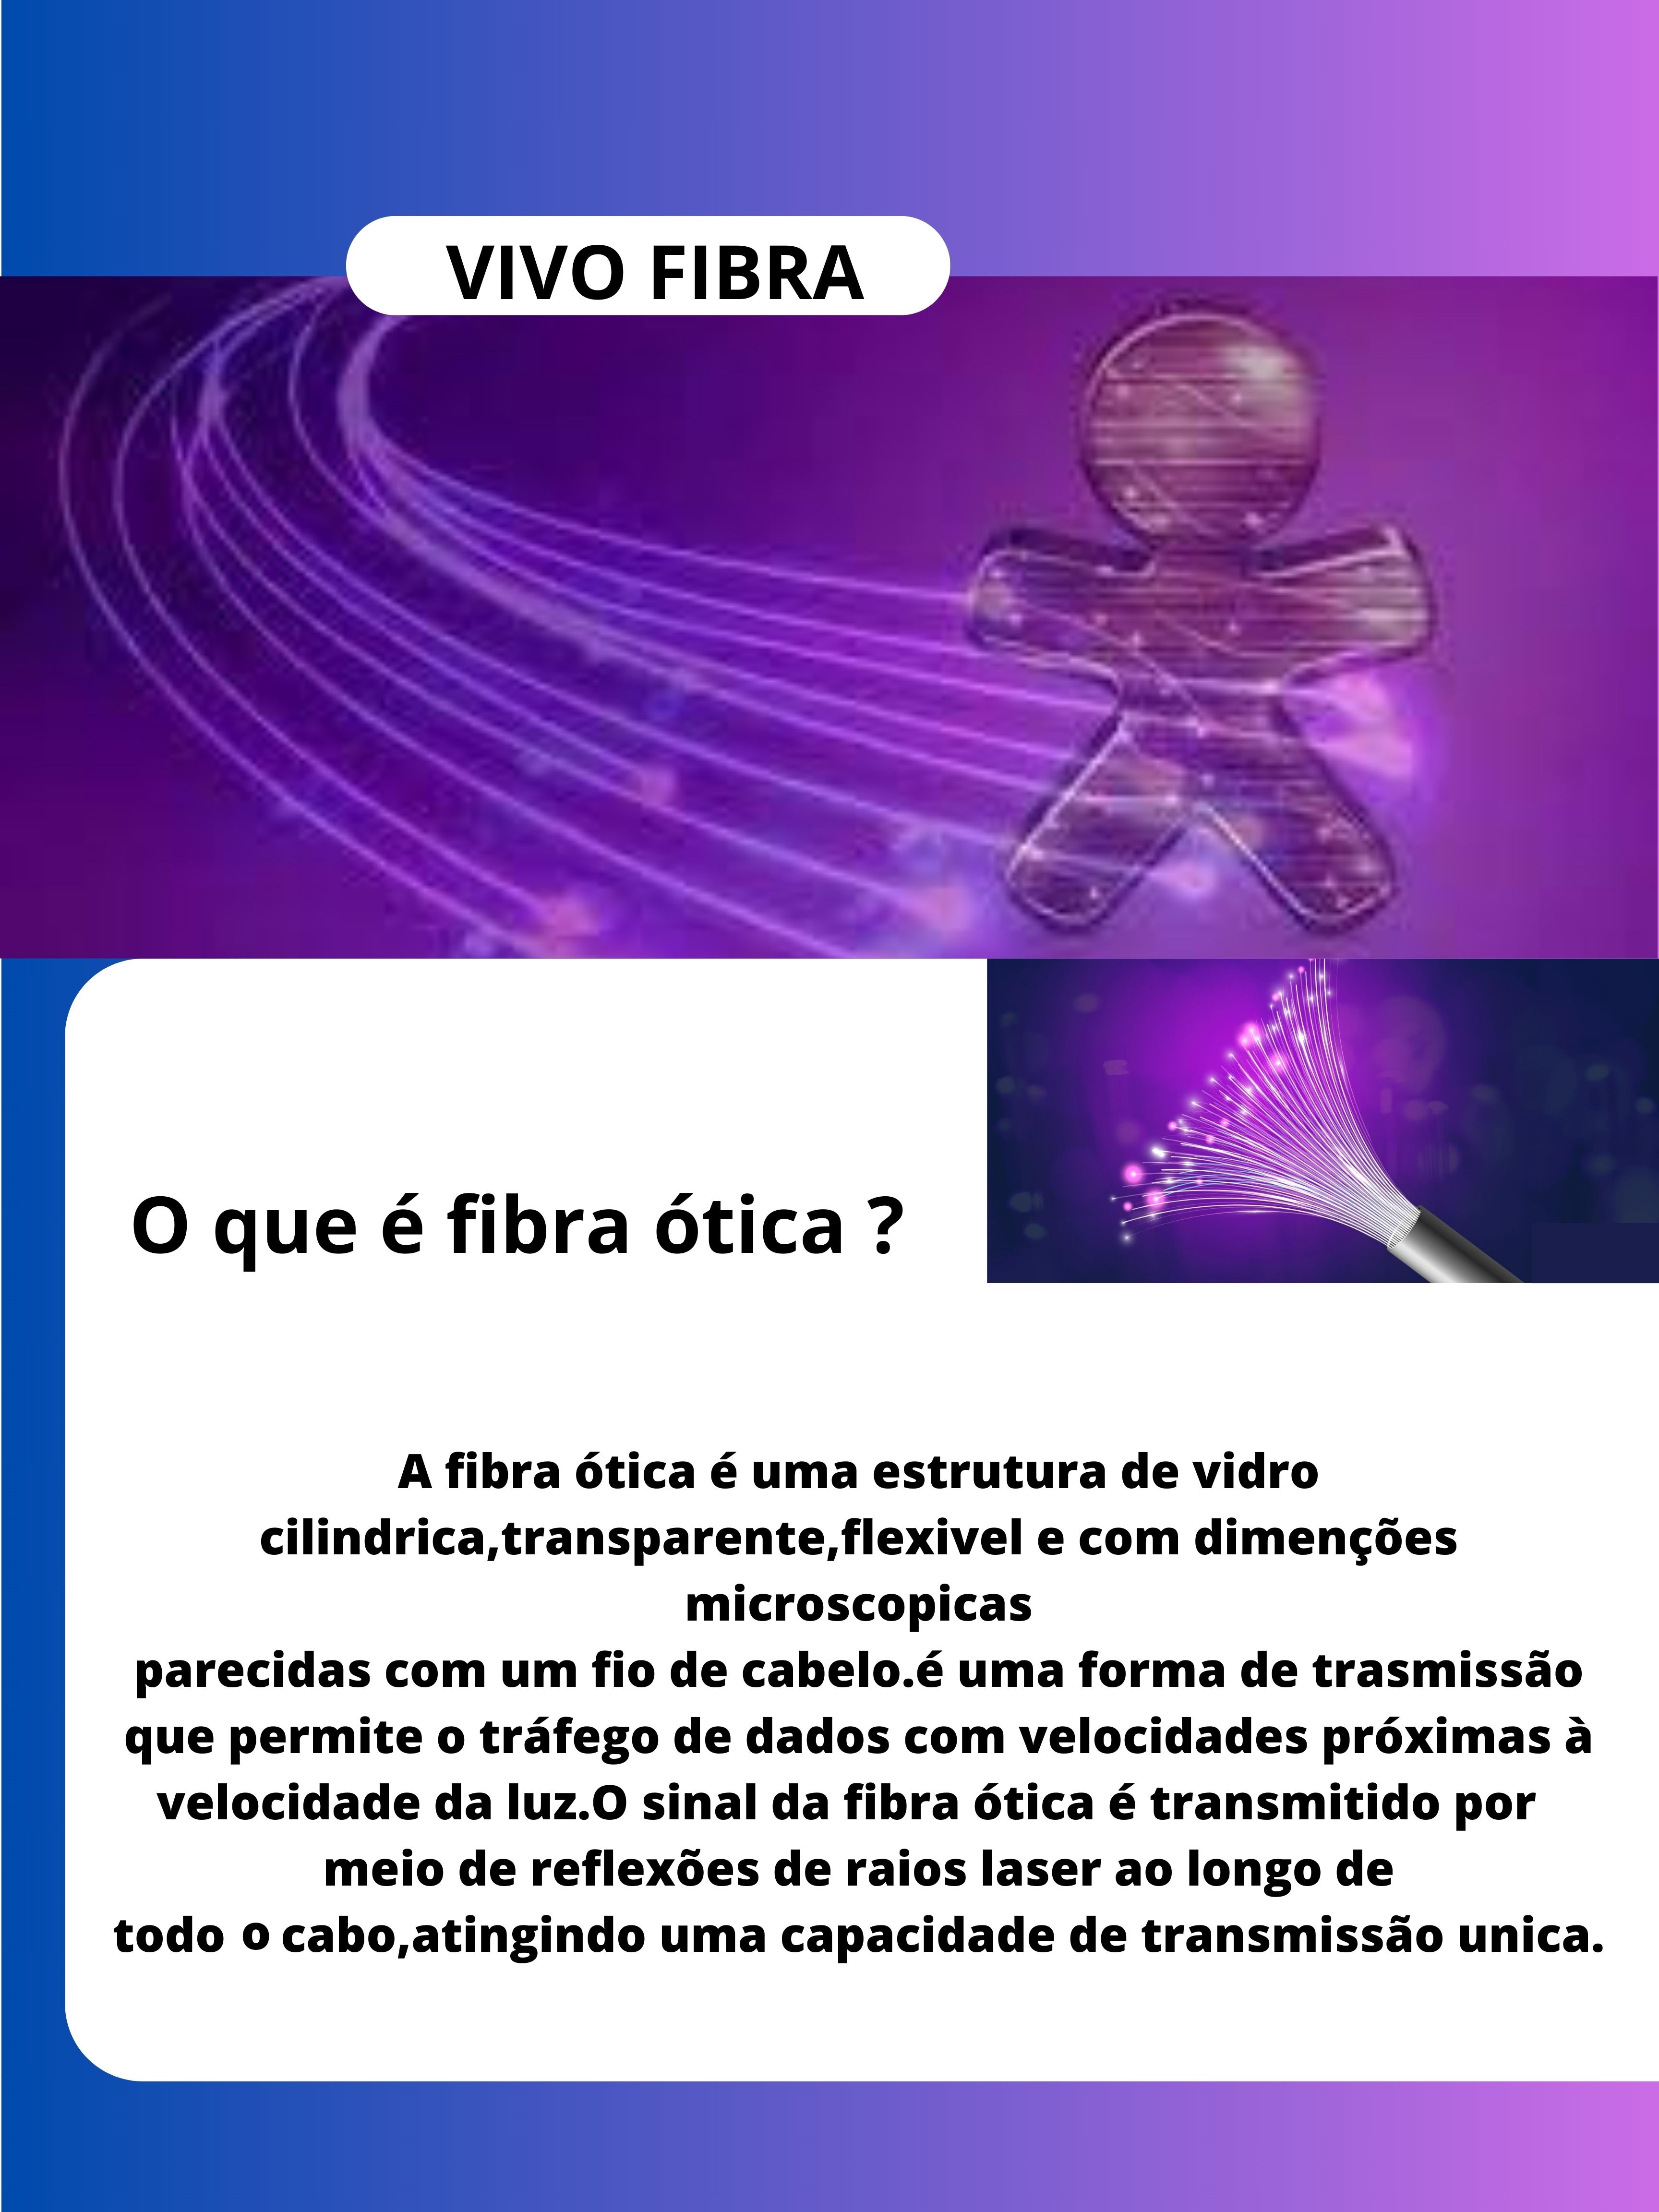 VIVO FIBRA
O que é fibra ótica ?
A fibra ótica é uma estrutura de vidro
cilindrica,transparente,flexivel e com dimenções
microscopicas
parecidas com um fio de cabelo.é uma forma de trasmissão
que permite o tráfego de dados com velocidades próximas à
velocidade da luz.O sinal da fibra ótica é transmitido por
meio de reflexões de raios laser ao longo de
todo o cabo,atingindo uma capacidade de transmissão unica.